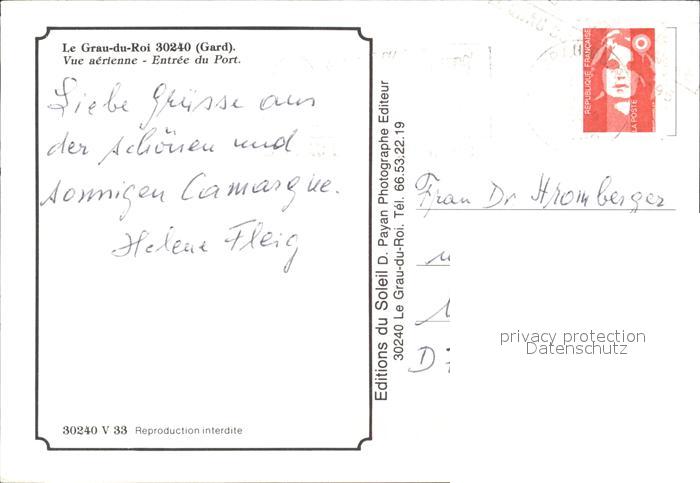 Le Grau-du-Roi 30240 (Gard).
Vue aérienne - Entrée du Port.
Liebe Grüsse aus
der schönen und
sonnigen Camargue.
Helene Fleig
30240 V 33 Reproduction interdite
Editions du Soleil D. Payan Photographe Editeur
30240 Le Grau-du-Roi. Tél. 66.53.22.19
REPUBLIQUE FRANÇAISE
LA POSTE
Frau Dr Hromberger
D
privacy protection
Datenschutz